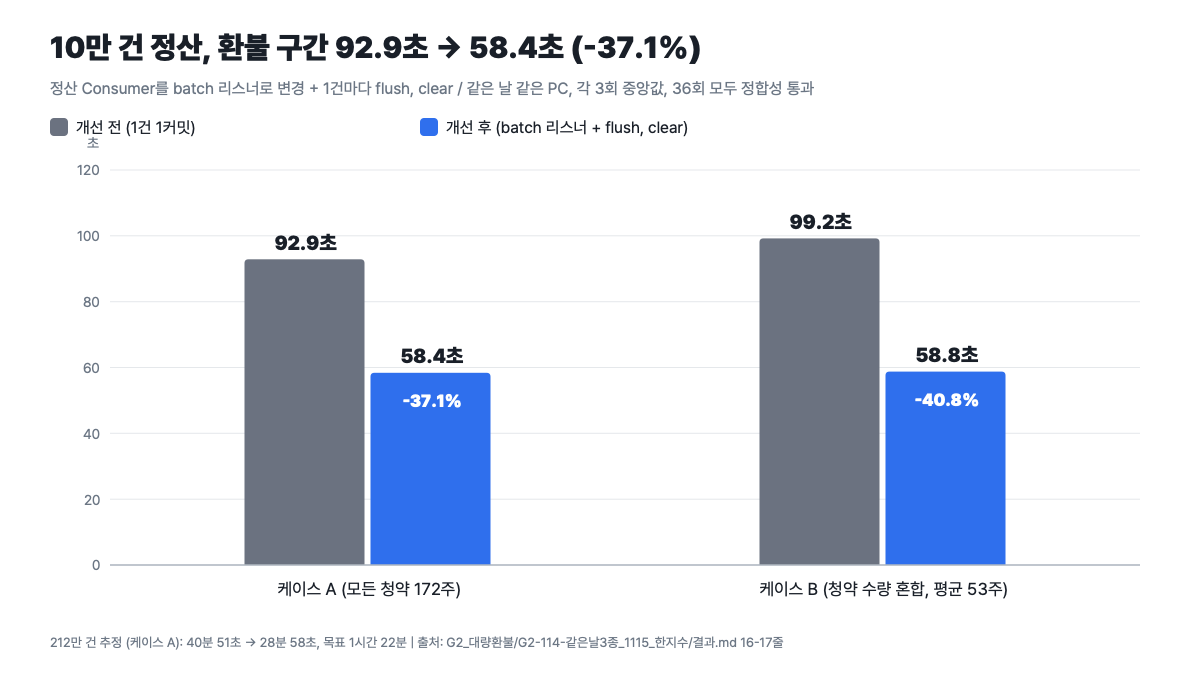 10만 건 정산, 환불 구간 92.9초 → 58.4초 (-37.1%)
정산 Consumer를 batch 리스너로 변경 + 1건마다 flush, clear / 같은 날 같은 PC, 각 3회 중앙값, 36회 모두 정합성 통과
개선 전 (1건 1커밋)
개선 후 (batch 리스너 + flush, clear)
초
120
100
80
60
40
20
0
92.9초
58.4초
-37.1%
99.2초
58.8초
-40.8%
케이스 A (모든 청약 172주)
케이스 B (청약 수량 혼합, 평균 53주)
212만 건 추정 (케이스 A): 40분 51초 → 28분 58초, 목표 1시간 22분 | 출처: G2_대량환불/G2-114-같은날3종_1115_한지수/결과.md 16-17줄